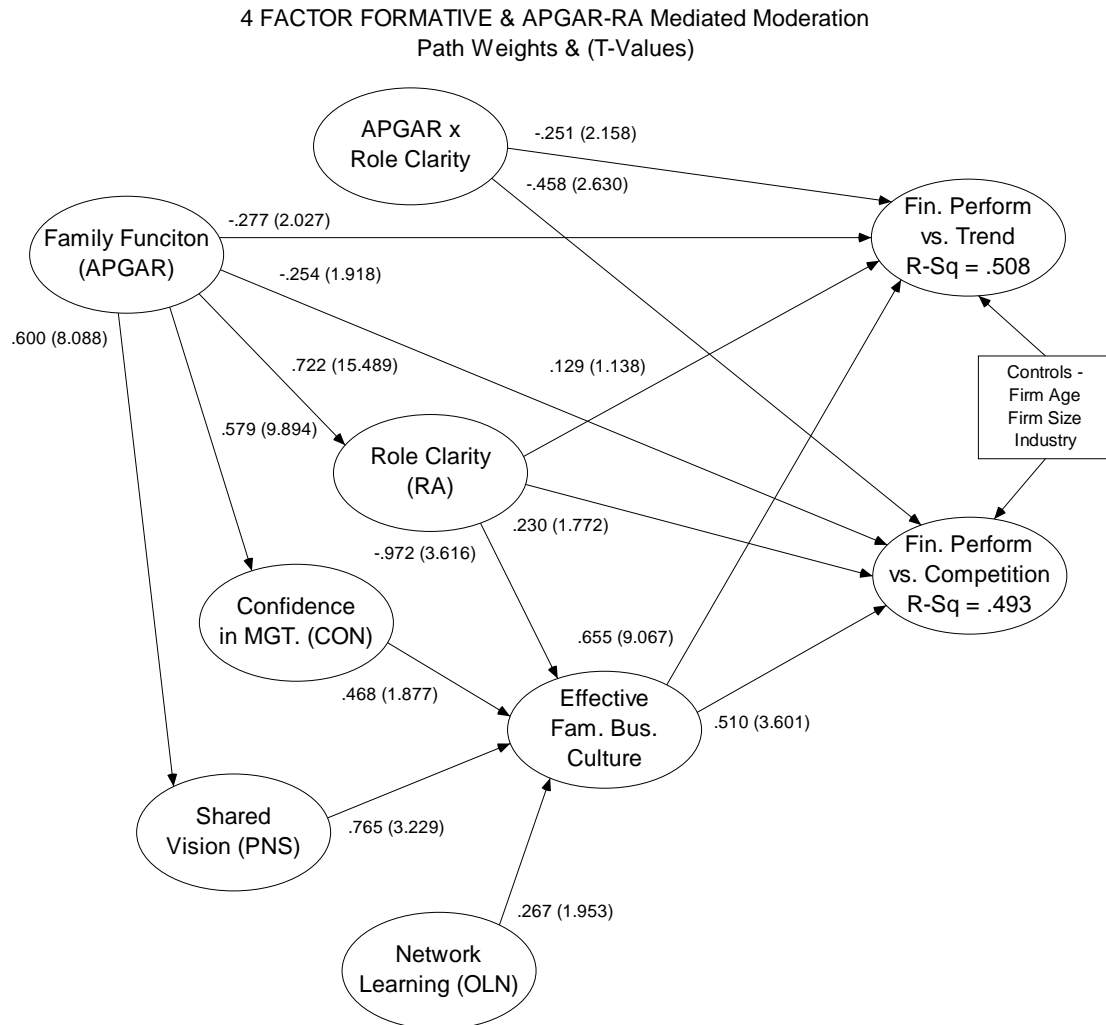 4 FACTOR FORMATIVE & APGAR-RA Mediated Moderation
Path Weights & (T-Values)
APGAR x
Role Clarity
-.251 (2.158)
-.458 (2.630)
Family Funciton
(APGAR)
-.277 (2.027)
-.254 (1.918)
Fin. Perform
vs. Trend
R-Sq = .508
.600 (8.088)
.722 (15.489)
.579 (9.894)
.129 (1.138)
Controls -
Firm Age
Firm Size
Industry
Role Clarity
(RA)
.230 (1.772)
-.972 (3.616)
Fin. Perform
vs. Competition
R-Sq = .493
Confidence
in MGT. (CON)
.468 (1.877)
.655 (9.067)
Effective
Fam. Bus.
Culture
.510 (3.601)
Shared
Vision (PNS)
.765 (3.229)
.267 (1.953)
Network
Learning (OLN)